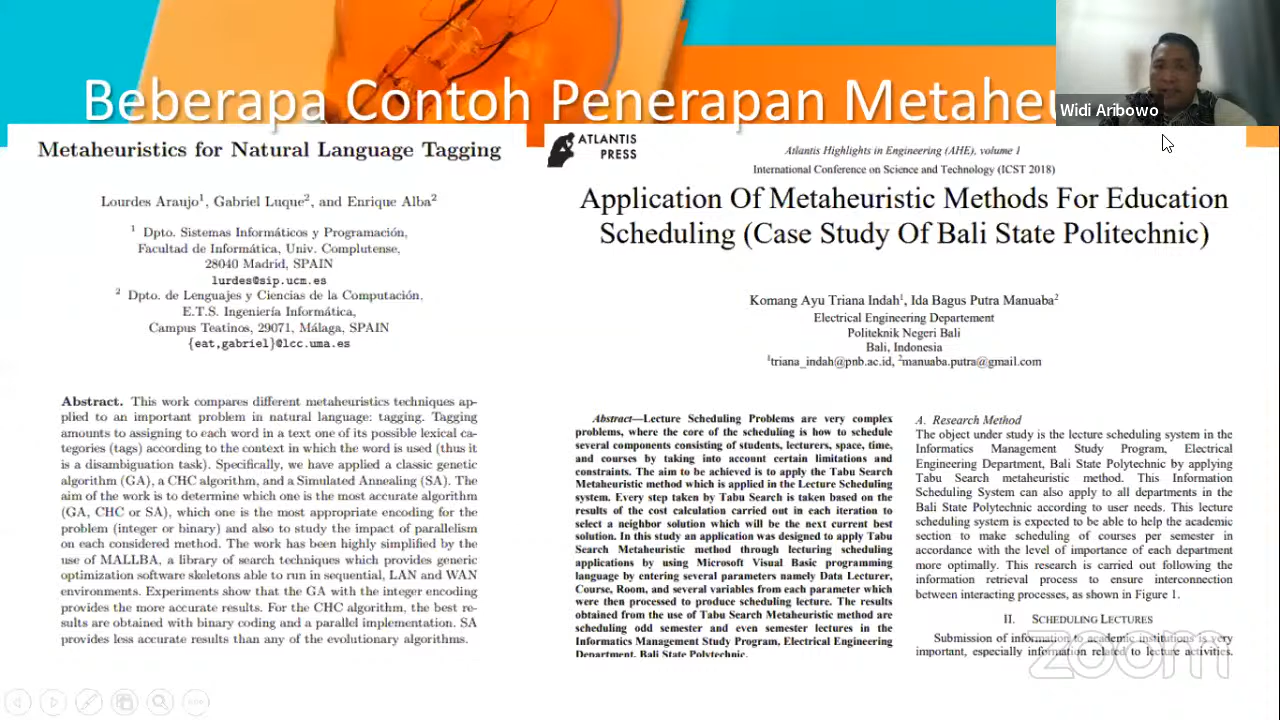 Beberapa Contoh Penerapan Metaheu
Widi Aribowo
Metaheuristics for Natural Language Tagging
Lourdes Araujo1, Gabriel Luque2, and Enrique Alba2
1 Dpto. Sistemas Informáticos y Programación,
Facultad de Informática, Univ. Complutense,
28040 Madrid, SPAIN
lurdes@sip.ucm.es
2 Dpto. de Lenguajes y Ciencias de la Computación,
E.T.S. Ingeniería Informática,
Campus Teatinos, 29071, Málaga, SPAIN
{eat,gabriel}@lcc.uma.es
Abstract. This work compares different metaheuristics techniques ap-
plied to an important problem in natural language: tagging. Tagging
amounts to assigning to each word in a text one of its possible lexical ca-
tegories (tags) according to the context in which the word is used (thus it
is a disambiguation task). Specifically, we have applied a classic genetic
algorithm (GA), a CHC algorithm, and a Simulated Annealing (SA). The
aim of the work is to determine which one is the most accurate algorithm
(GA, CHC or SA), which one is the most appropriate encoding for the
problem (integer or binary) and also to study the impact of parallelism
on each considered method. The work has been highly simplified by the
use of MALLBA, a library of search techniques which provides generic
optimization software skeletons able to run in sequential, LAN and WAN
environments. Experiments show that the GA with the integer encoding
provides the more accurate results. For the CHC algorithm, the best re-
sults are obtained with binary coding and a parallel implementation. SA
provides less accurate results than any of the evolutionary algorithms.
ATLANTIS
PRESS
Atlantis Highlights in Engineering (AHE), volume 1
International Conference on Science and Technology (ICST 2018)
Application Of Metaheuristic Methods For Education
Scheduling (Case Study Of Bali State Politechnic)
Komang Ayu Triana Indah1, Ida Bagus Putra Manuaba2
Electrical Engineering Departement
Politeknik Negeri Bali
Bali, Indonesia
1triana_indah@pnb.ac.id, 2manuaba.putra@gmail.com
Abstract—Lecture Scheduling Problems are very complex
problems, where the core of the scheduling is how to schedule
several components consisting of students, lecturers, space, time,
and courses by taking into account certain limitations and
constraints. The aim to be achieved is to apply the Tabu Search
Metaheuristic method which is applied in the Lecture Scheduling
system. Every step taken by Tabu Search is taken based on the
results of the cost calculation carried out in each iteration to
select a neighbor solution which will be the next current best
solution. In this study an application was designed to apply Tabu
Search Metaheuristic method through lecturing scheduling
applications by using Microsoft Visual Basic programming
language by entering several parameters namely Data Lecturer,
Course, Room, and several variables from each parameter which
were then processed to produce scheduling lecture. The results
obtained from the use of Tabu Search Metaheuristic method are
scheduling odd semester and even semester lectures in the
Informatics Management Study Program, Electrical Engineering
Department, Bali State Polytechnic.
A. Research Method
The object under study is the lecture scheduling system in the
Informatics Management Study Program, Electrical
Engineering Department, Bali State Polytechnic by applying
Tabu Search metaheuristic method. This Information
Scheduling System can also apply to all departments in the
Bali State Polytechnic according to user needs. This lecture
scheduling system is expected to be able to help the academic
section to make scheduling of courses per semester in
accordance with the level of importance of each department
more optimally. This research is carried out following the
information retrieval process to ensure interconnection
between interacting processes, as shown in Figure 1.
II. SCHEDULING LECTURES
Submission of information to academic institutions is very
important, especially information related to lecture activities.
zoom